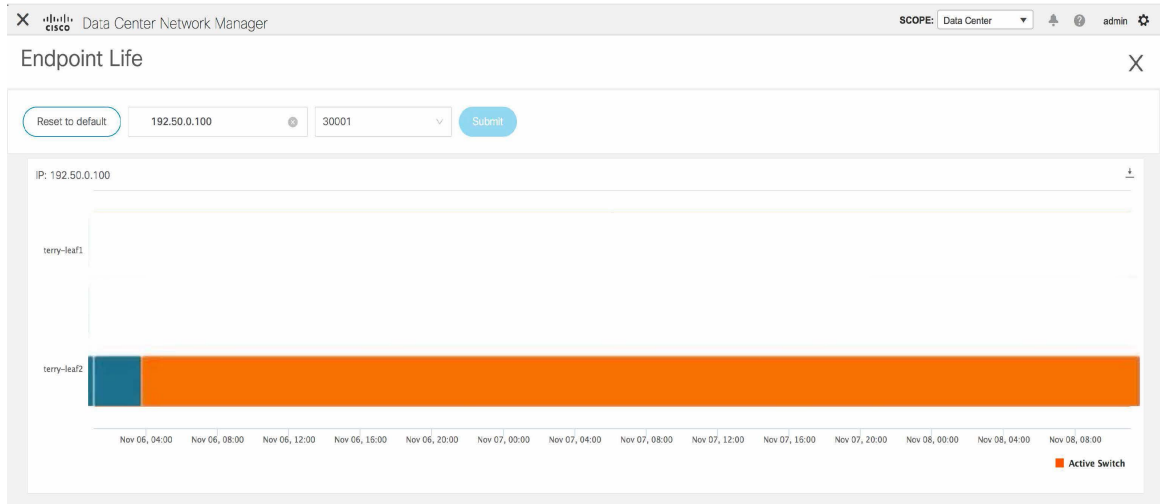 X cisco Data Center Network Manager SCOPE: Data Center admin
Endpoint Life X
Reset to default 192.50.0.100 30001 Submit
IP: 192.50.0.100
terry-leaf1
terry-leaf2
Nov 06, 04:00 Nov 06, 08:00 Nov 06, 12:00 Nov 06, 16:00 Nov 06, 20:00 Nov 07, 00:00 Nov 07, 04:00 Nov 07, 08:00 Nov 07, 12:00 Nov 07, 16:00 Nov 07, 20:00 Nov 08, 00:00 Nov 08, 04:00 Nov 08, 08:00
Active Switch